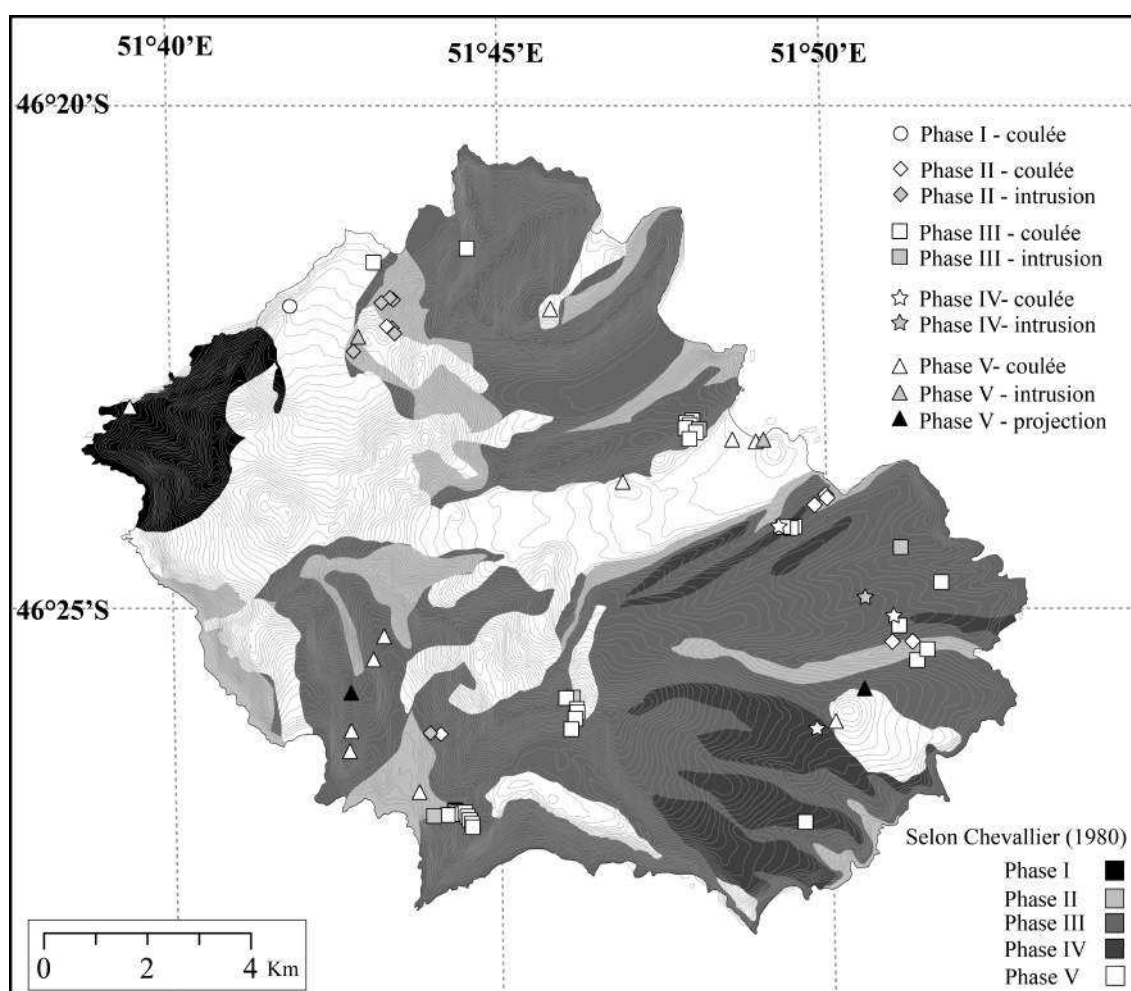 51°40’E 51°45’E 51°50’E
46°20’S
Phase I - coulée
Phase II - coulée
Phase II - intrusion
Phase III - coulée
Phase III - intrusion
Phase IV- coulée
Phase IV- intrusion
Phase V- coulée
Phase V - intrusion
Phase V - projection
46°25’S
Selon Chevallier (1980)
Phase I
Phase II
Phase III
Phase IV
Phase V
0 2 4 Km